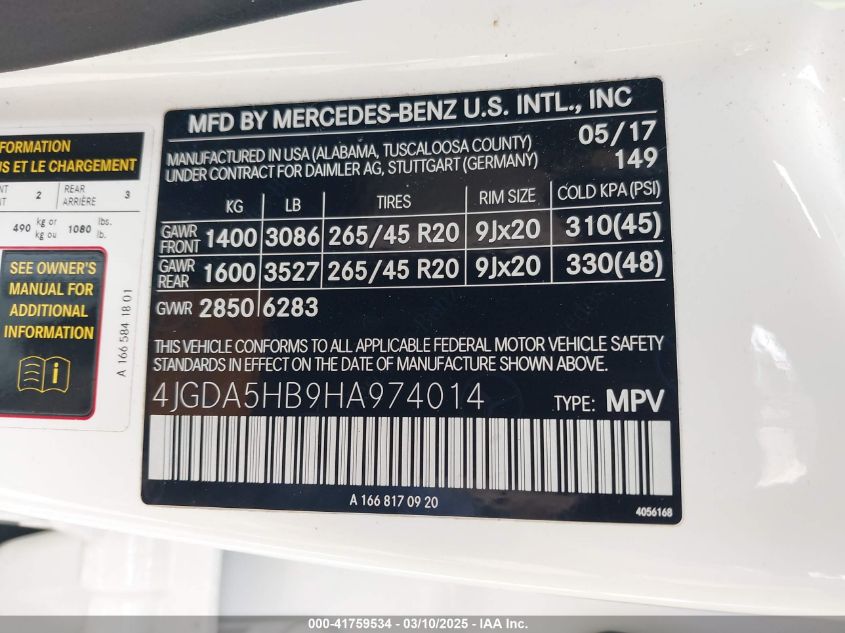 FORMATION
US ET LE CHARGEMENT
NT 2 REAR 3
NT ARRIÈRE
490 kg or 1080 lbs.
kg ou lb.
SEE OWNER'S
MANUAL FOR
ADDITIONAL
INFORMATION
A 166 584 18 01
MFD BY MERCEDES-BENZ U.S. INTL., INC
MANUFACTURED IN USA (ALABAMA, TUSCALOOSA COUNTY) 05/17
UNDER CONTRACT FOR DAIMLER AG, STUTTGART (GERMANY) 149
KG LB TIRES RIM SIZE COLD KPA (PSI)
GAWR FRONT 1400 3086 265/45 R20 9Jx20 310(45)
GAWR REAR 1600 3527 265/45 R20 9Jx20 330(48)
GVWR 2850 6283
THIS VEHICLE CONFORMS TO ALL APPLICABLE FEDERAL MOTOR VEHICLE SAFETY
STANDARDS IN EFFECT ON THE DATE OF MANUFACTURE SHOWN ABOVE.
4JGDA5HB9HA974014 TYPE: MPV
A 166 817 09 20
4056168
000-41759534 - 03/10/2025 - IAA Inc.